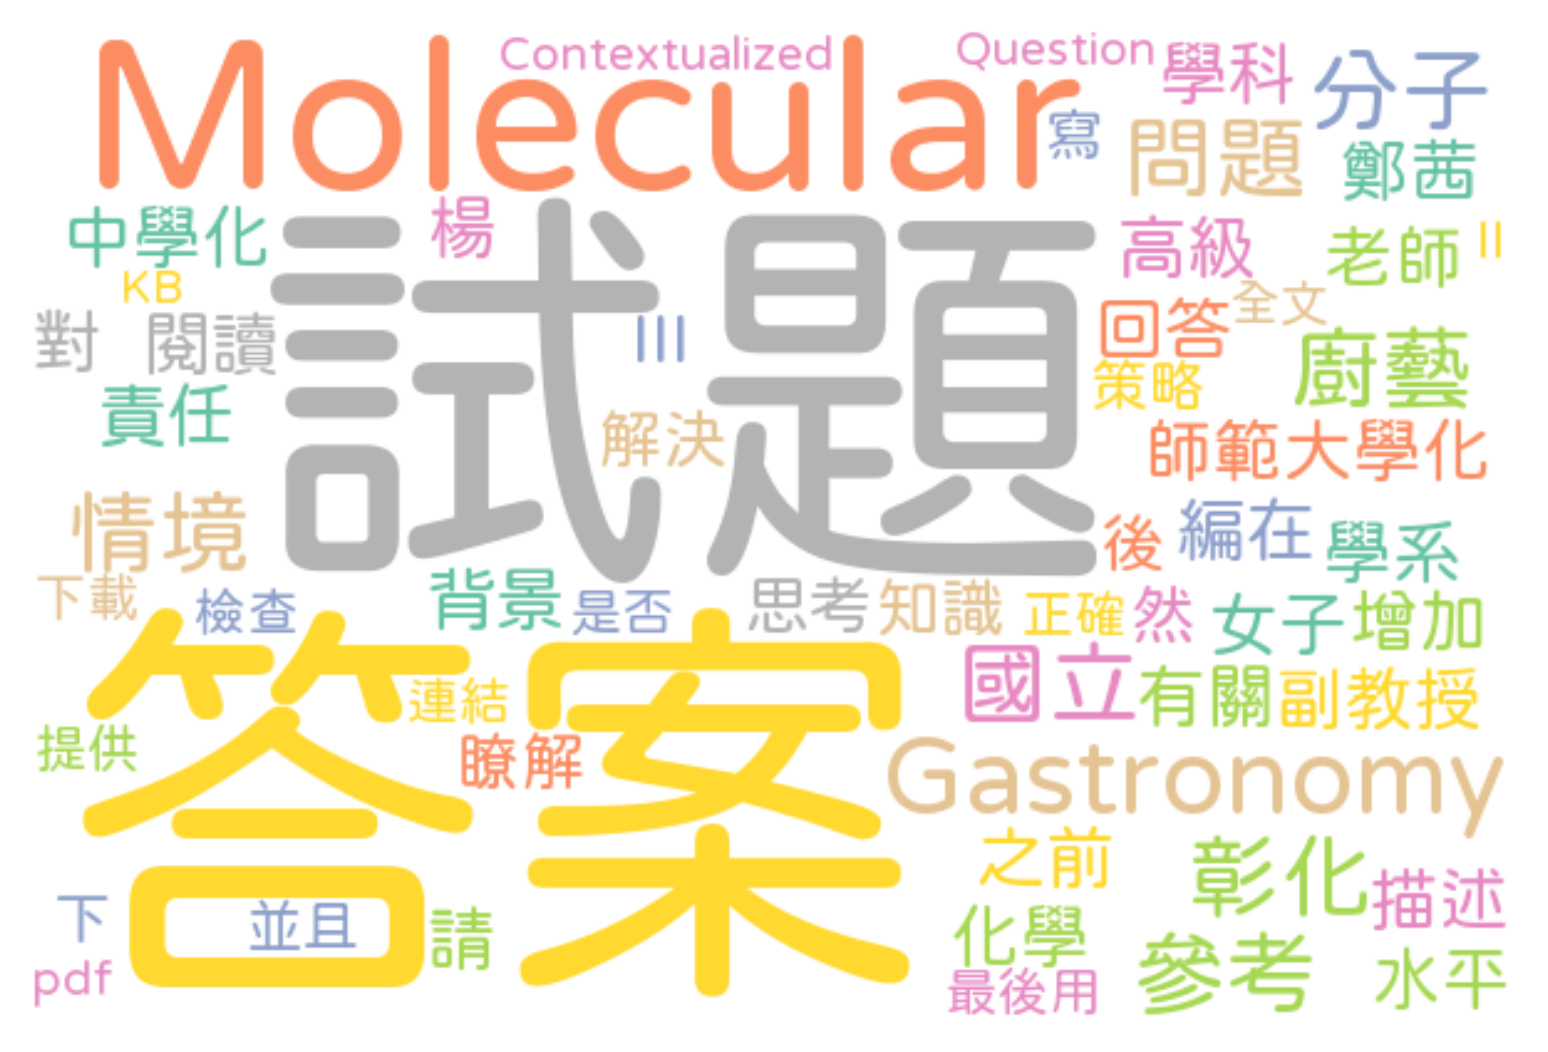 Contextualized
Question
Molecular
學科
分子
寫
問題
鄭茜
中學化
楊
試題
高級
老師
II
KB
全文
對
閱讀
III
回答
廚藝
策略
責任
解決
師範大學化
情境
後
編在
學系
下載
檢查
背景
是否
思考
知識
正確
然
女子
增加
答案
連結
國立
有關
副教授
提供
瞭解
Gastronomy
之前
彰化
描述
下
並且
請
化學
參考
水平
pdf
最後用